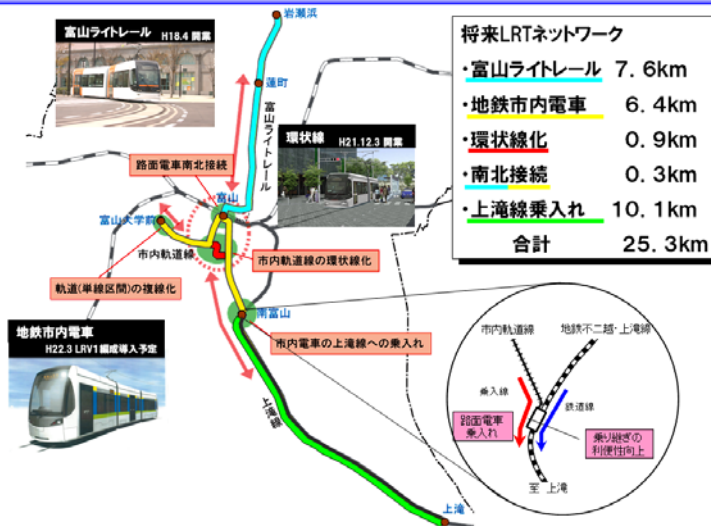 岩瀬浜
富山ライトレール H18.4 開業
蓮町
富山ライトレール
環状線
H21.12.3 開業
路面電車南北接続
富山
富山大学前
市内軌道線
市内軌道線の環状線化
軌道(単線区間)の複線化
南富山
市内電車の上滝線への乗入れ
地鉄市内電車
H22.3 LRV1編成導入予定
上滝線
上滝
将来LRTネットワーク
・富山ライトレール 7.6km
・地鉄市内電車 6.4km
・環状線化 0.9km
・南北接続 0.3km
・上滝線乗入れ 10.1km
合計 25.3km
市内軌道線
地鉄不二越・上滝線
乗入線
鉄道線
路面電車
乗入れ
乗り継ぎの
利便性向上
至 上滝